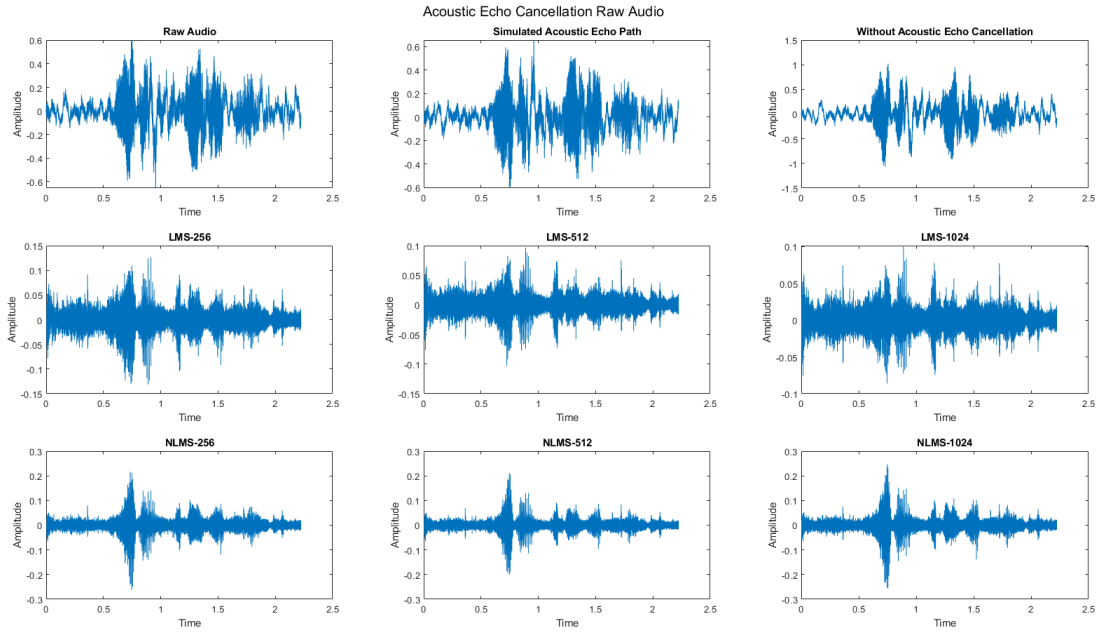 Acoustic Echo Cancellation Raw Audio
Raw Audio
0.6
0.4
0.2
0
-0.2
-0.4
-0.6
Amplitude
0 0.5 1 1.5 2 2.5
Time
Simulated Acoustic Echo Path
0.6
0.4
0.2
0
-0.2
-0.4
-0.6
Amplitude
0 0.5 1 1.5 2 2.5
Time
Without Acoustic Echo Cancellation
1.5
1
0.5
0
-0.5
-1
-1.5
Amplitude
0 0.5 1 1.5 2 2.5
Time
LMS-256
0.15
0.1
0.05
0
-0.05
-0.1
-0.15
Amplitude
0 0.5 1 1.5 2 2.5
Time
LMS-512
0.1
0.05
0
-0.05
-0.1
-0.15
Amplitude
0 0.5 1 1.5 2 2.5
Time
LMS-1024
0.1
0.05
0
-0.05
-0.1
Amplitude
0 0.5 1 1.5 2 2.5
Time
NLMS-256
0.3
0.2
0.1
0
-0.1
-0.2
-0.3
Amplitude
0 0.5 1 1.5 2 2.5
Time
NLMS-512
0.3
0.2
0.1
0
-0.1
-0.2
-0.3
Amplitude
0 0.5 1 1.5 2 2.5
Time
NLMS-1024
0.3
0.2
0.1
0
-0.1
-0.2
-0.3
Amplitude
0 0.5 1 1.5 2 2.5
Time